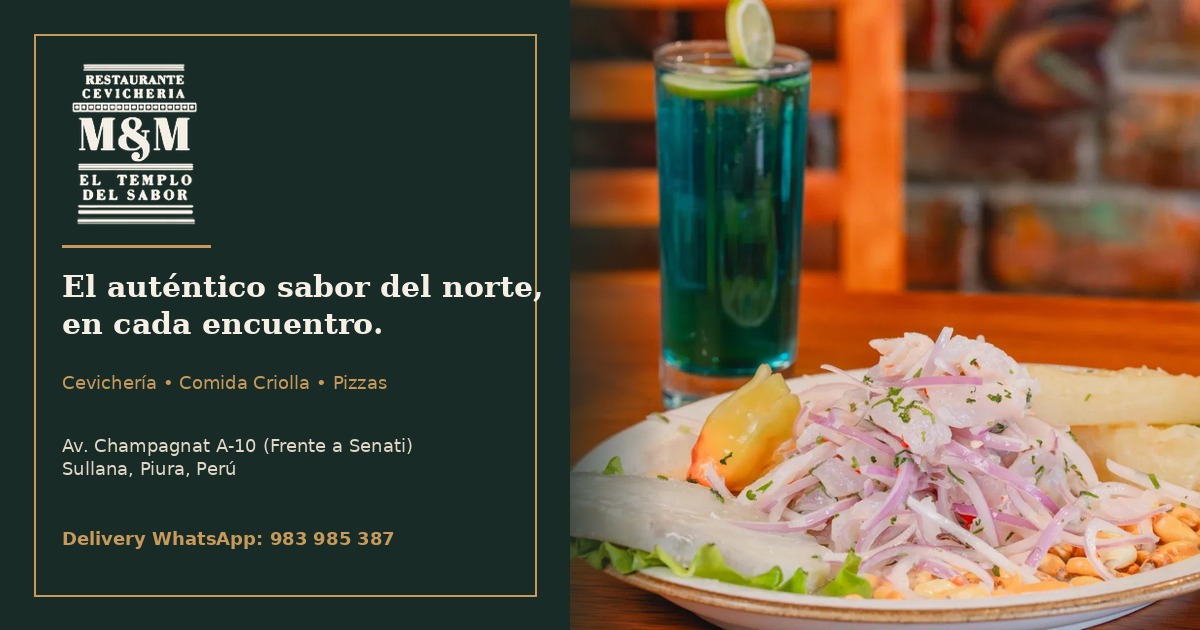 RESTAURANTE
CEVICHERIA
M&M
EL TEMPLO
DEL SABOR
El auténtico sabor del norte,
en cada encuentro.
Cevichería • Comida Criolla • Pizzas
Av. Champagnat A-10 (Frente a Senati)
Sullana, Piura, Perú
Delivery WhatsApp: 983 985 387